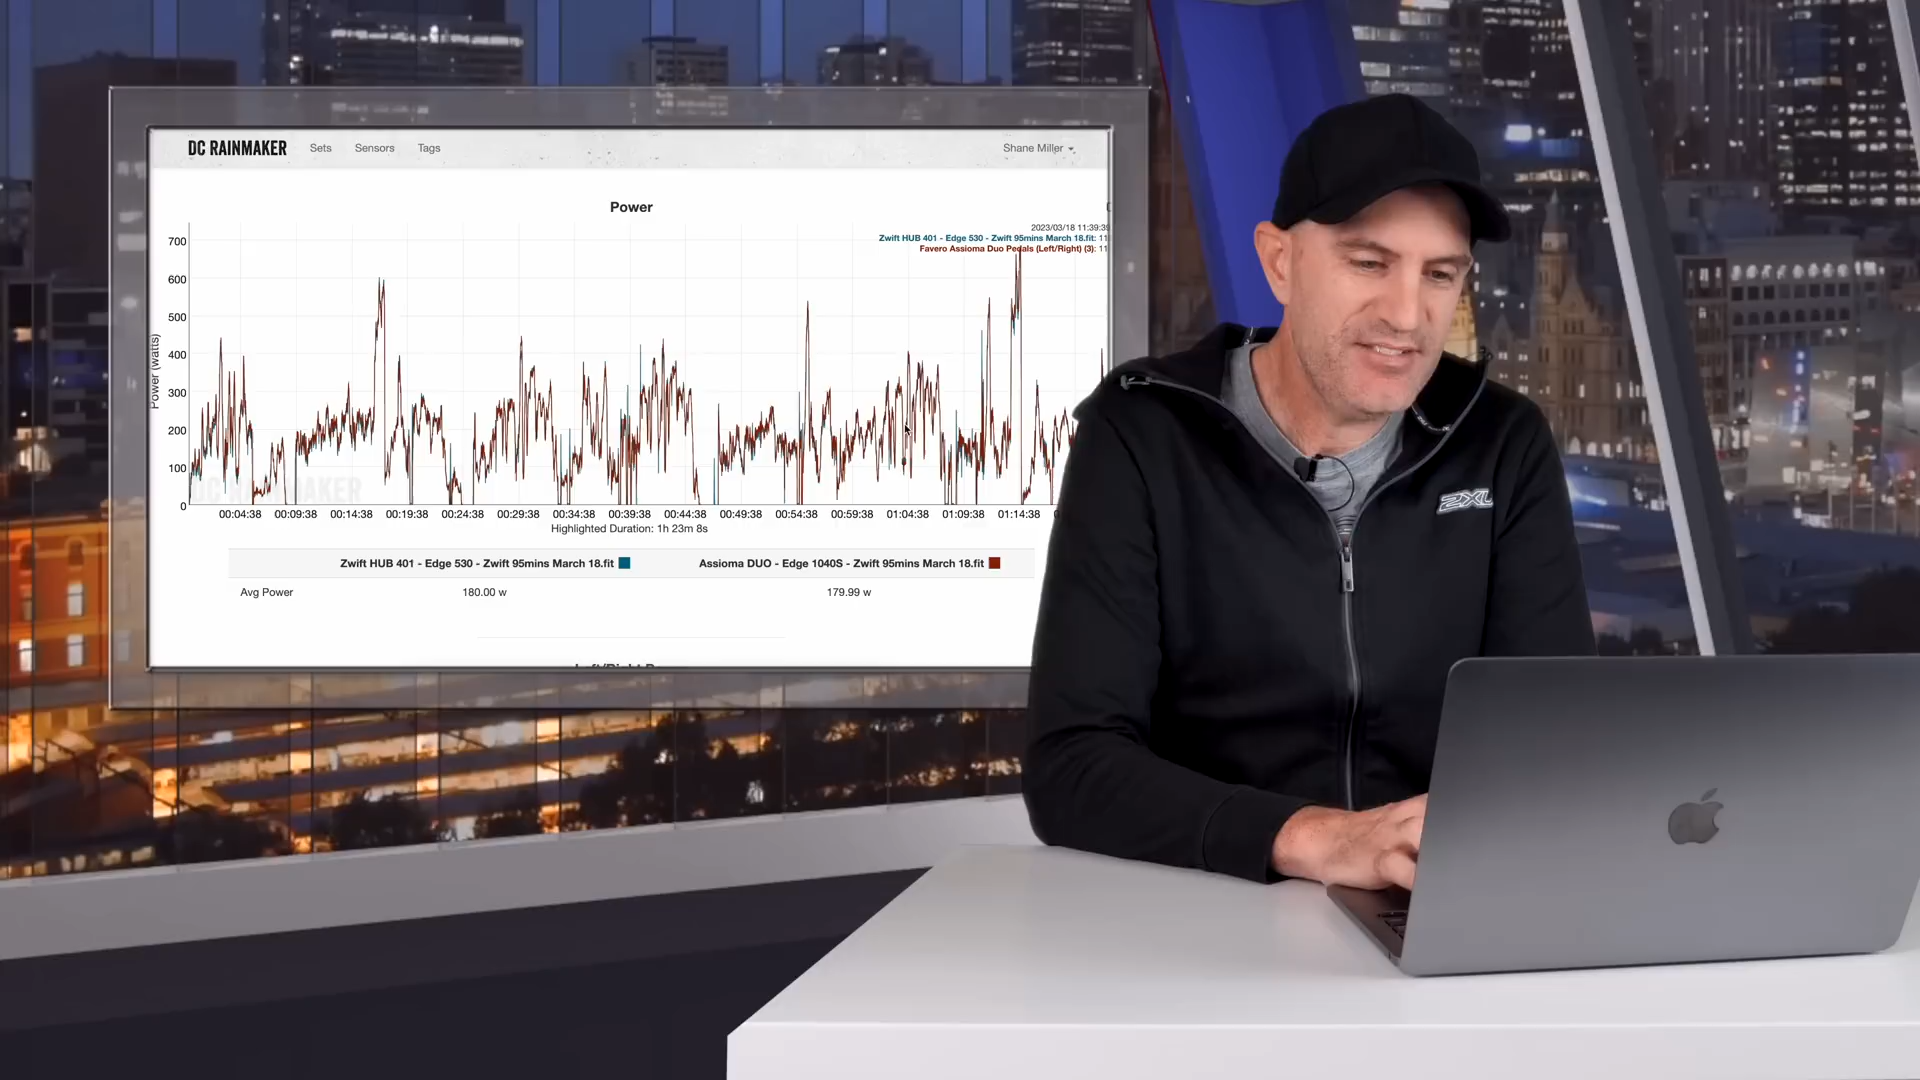 DC RAINMAKER Sets Sensors Tags Shane Miller
Power
2023/03/18 11:39:39
Zwift HUB 401 - Edge 530 - Zwift 95mins March 18.fit: 11
Favero Assioma Duo Pedals (Left/Right) (3): 11
700
600
500
400
300
200
100
0
Power (watts)
DC RAINMAKER
00:04:38 00:09:38 00:14:38 00:19:38 00:24:38 00:29:38 00:34:38 00:39:38 00:44:38 00:49:38 00:54:38 00:59:38 01:04:38 01:09:38 01:14:38
Highlighted Duration: 1h 23m 8s
Zwift HUB 401 - Edge 530 - Zwift 95mins March 18.fit Assioma DUO - Edge 1040S - Zwift 95mins March 18.fit
Avg Power 180.00 w 179.99 w
2XU